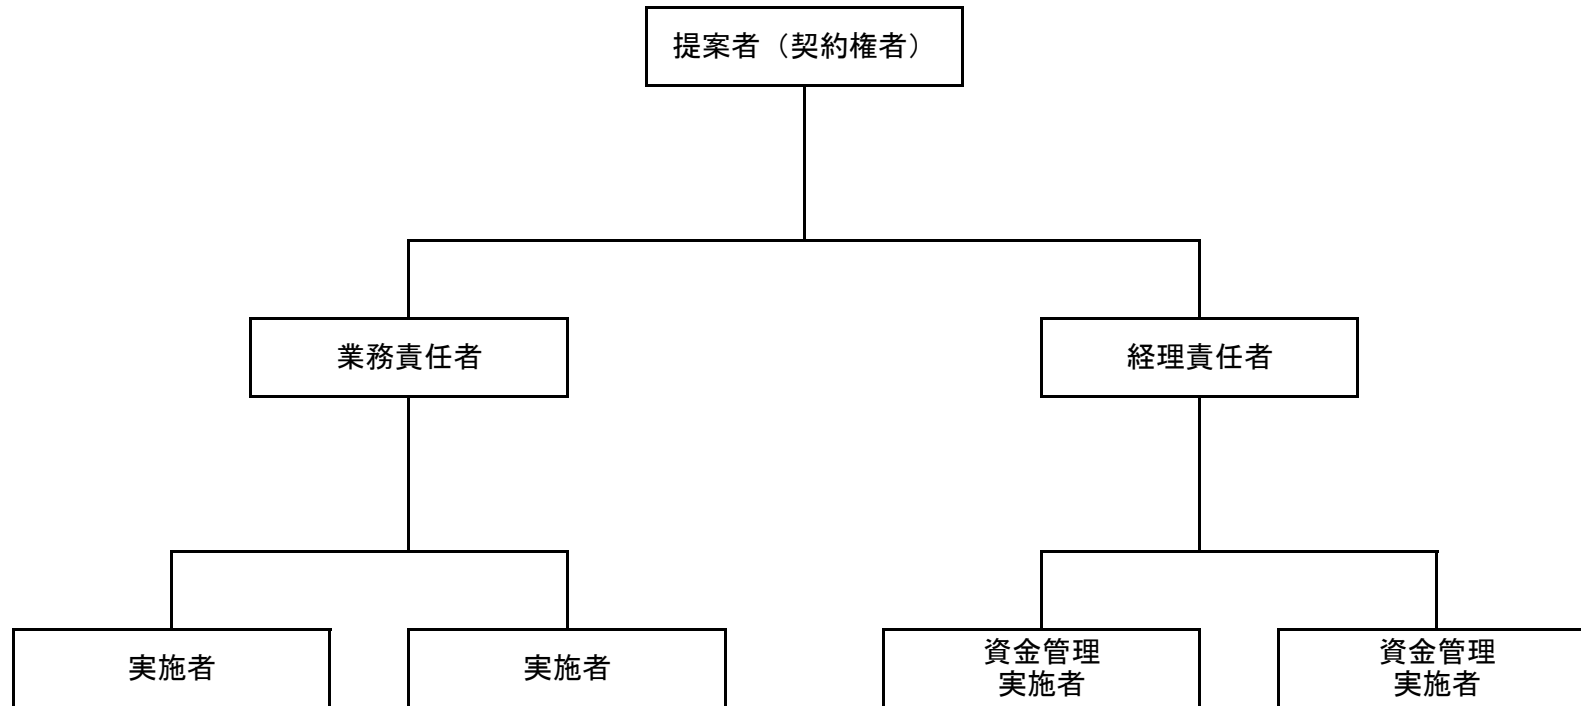 提案者（契約権者）
業務責任者
経理責任者
実施者
実施者
資金管理
実施者
資金管理
実施者